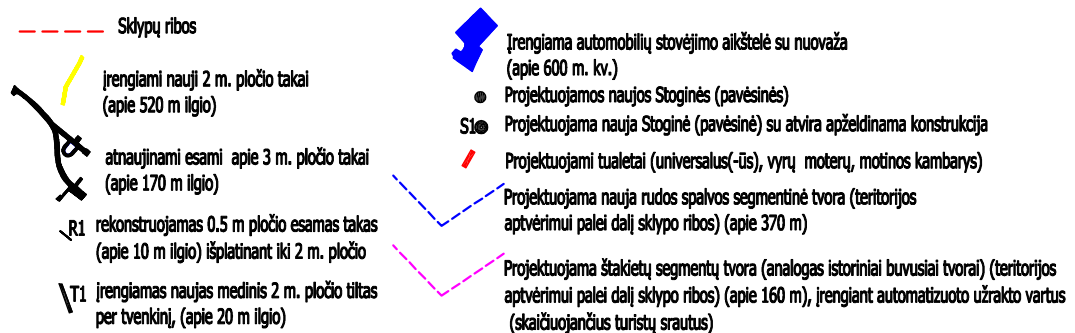 Sklypų ribos
įrengiami nauji 2 m. pločio takai
(apie 520 m ilgio)
atnaujinami esami apie 3 m. pločio takai
(apie 170 m ilgio)
R1 rekonstruojamas 0.5 m pločio esamas takas
(apie 10 m ilgio) išplatinant iki 2 m. pločio
T1 įrengiamas naujas medinis 2 m. pločio tiltas
per tvenkinį, (apie 20 m ilgio)
Įrengiama automobilių stovėjimo aikštelė su nuovaža
(apie 600 m. kv.)
Projektuojamos naujos Stoginės (pavėsinės)
S1 Projektuojama nauja Stoginė (pavėsinė) su atvira apželdinama konstrukcija
Projektuojami tualetai (universalus(-ūs), vyrų moterų, motinos kambarys)
Projektuojama nauja rudos spalvos segmentinė tvora (teritorijos
aptvėrimui palei dalį sklypo ribos) (apie 370 m)
Projektuojama štakietų segmentų tvora (analogas istoriniai buvusiai tvorai) (teritorijos
aptvėrimui palei dalį sklypo ribos) (apie 160 m), įrengiant automatizuoto užrakto vartus
(skaičiuojančius turistų srautus)